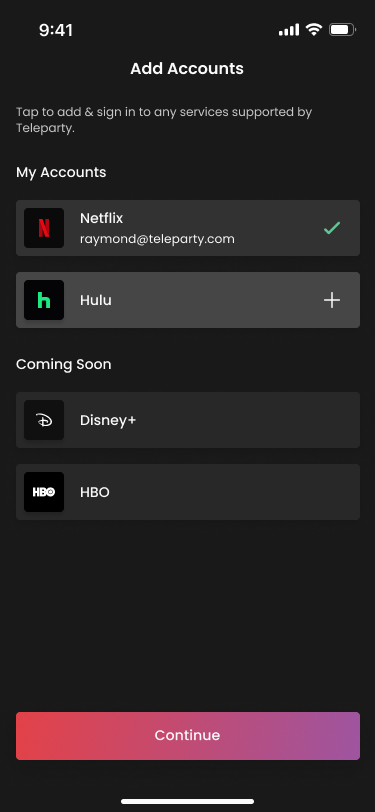 9:41
Add Accounts
Tap to add & sign in to any services supported by
Teleparty.
My Accounts
N
Netflix
raymond@teleparty.com
h
Hulu
Coming Soon
D
Disney+
HBO
HBO
Continue